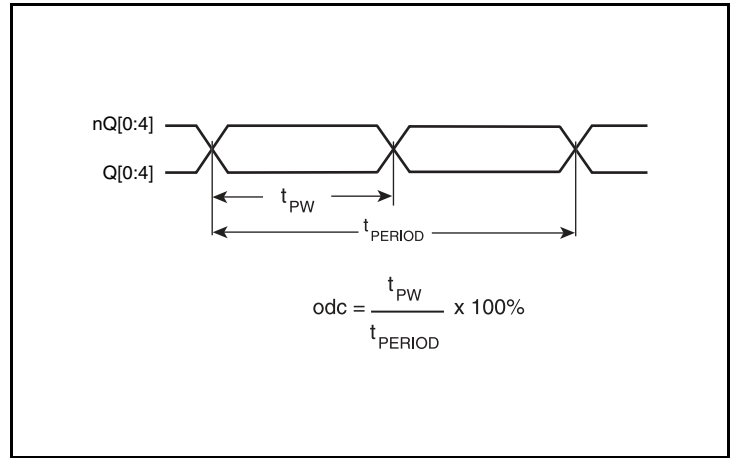 nQ[0:4]
Q[0:4]
tPW
tPERIOD
odc = tPW / tPERIOD x 100%